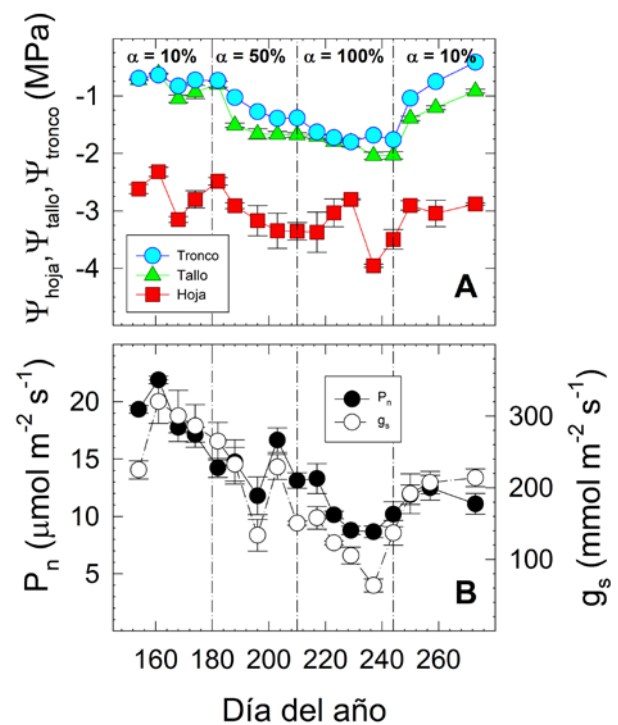 Ψhoja, Ψtallo, Ψtronco (MPa)
α = 10% α = 50% α = 100% α = 10%
-1
-2
-3
-4
Tronco
Tallo
Hoja
A
Pn (μmol m-2 s-1)
20
15
10
5
Pn
gs
300
200
100
gs (mmol m-2 s-1)
B
160 180 200 220 240 260
Día del año